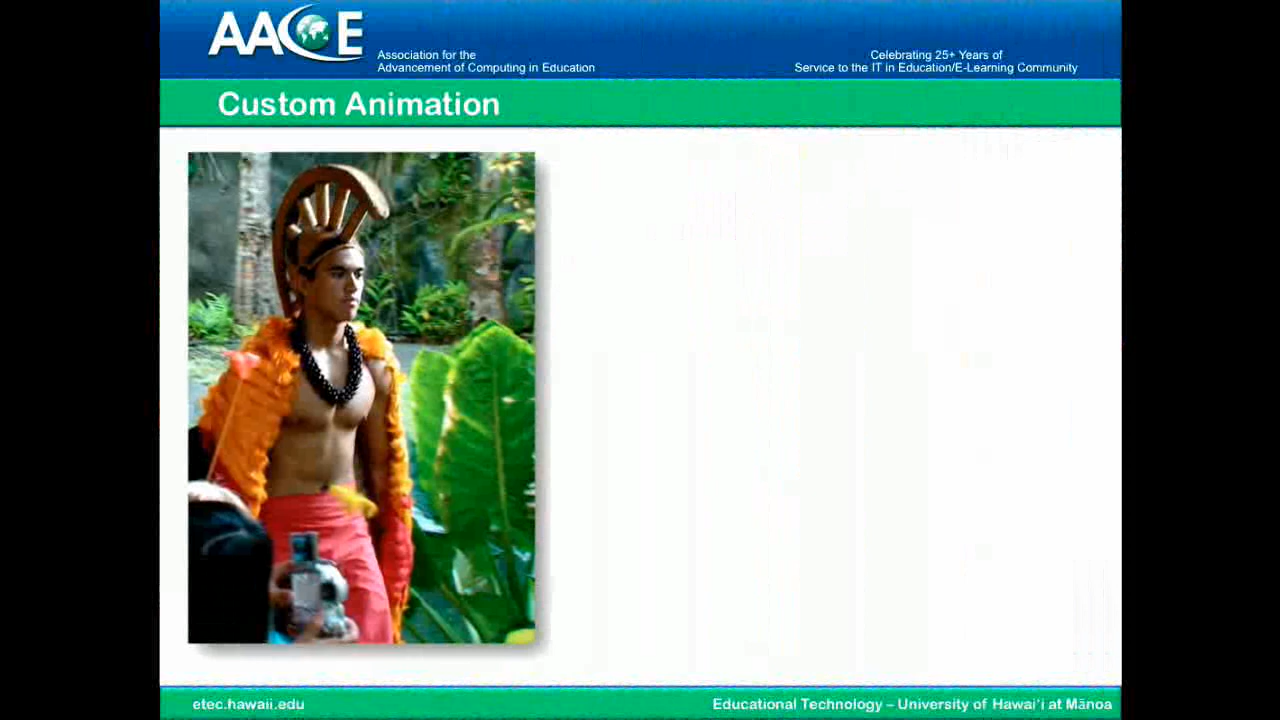 AACE
Association for the
Advancement of Computing in Education
Celebrating 25+ Years of
Service to the IT in Education/E-Learning Community
Custom Animation
etec.hawaii.edu
Educational Technology – University of Hawaiʻi at Mānoa